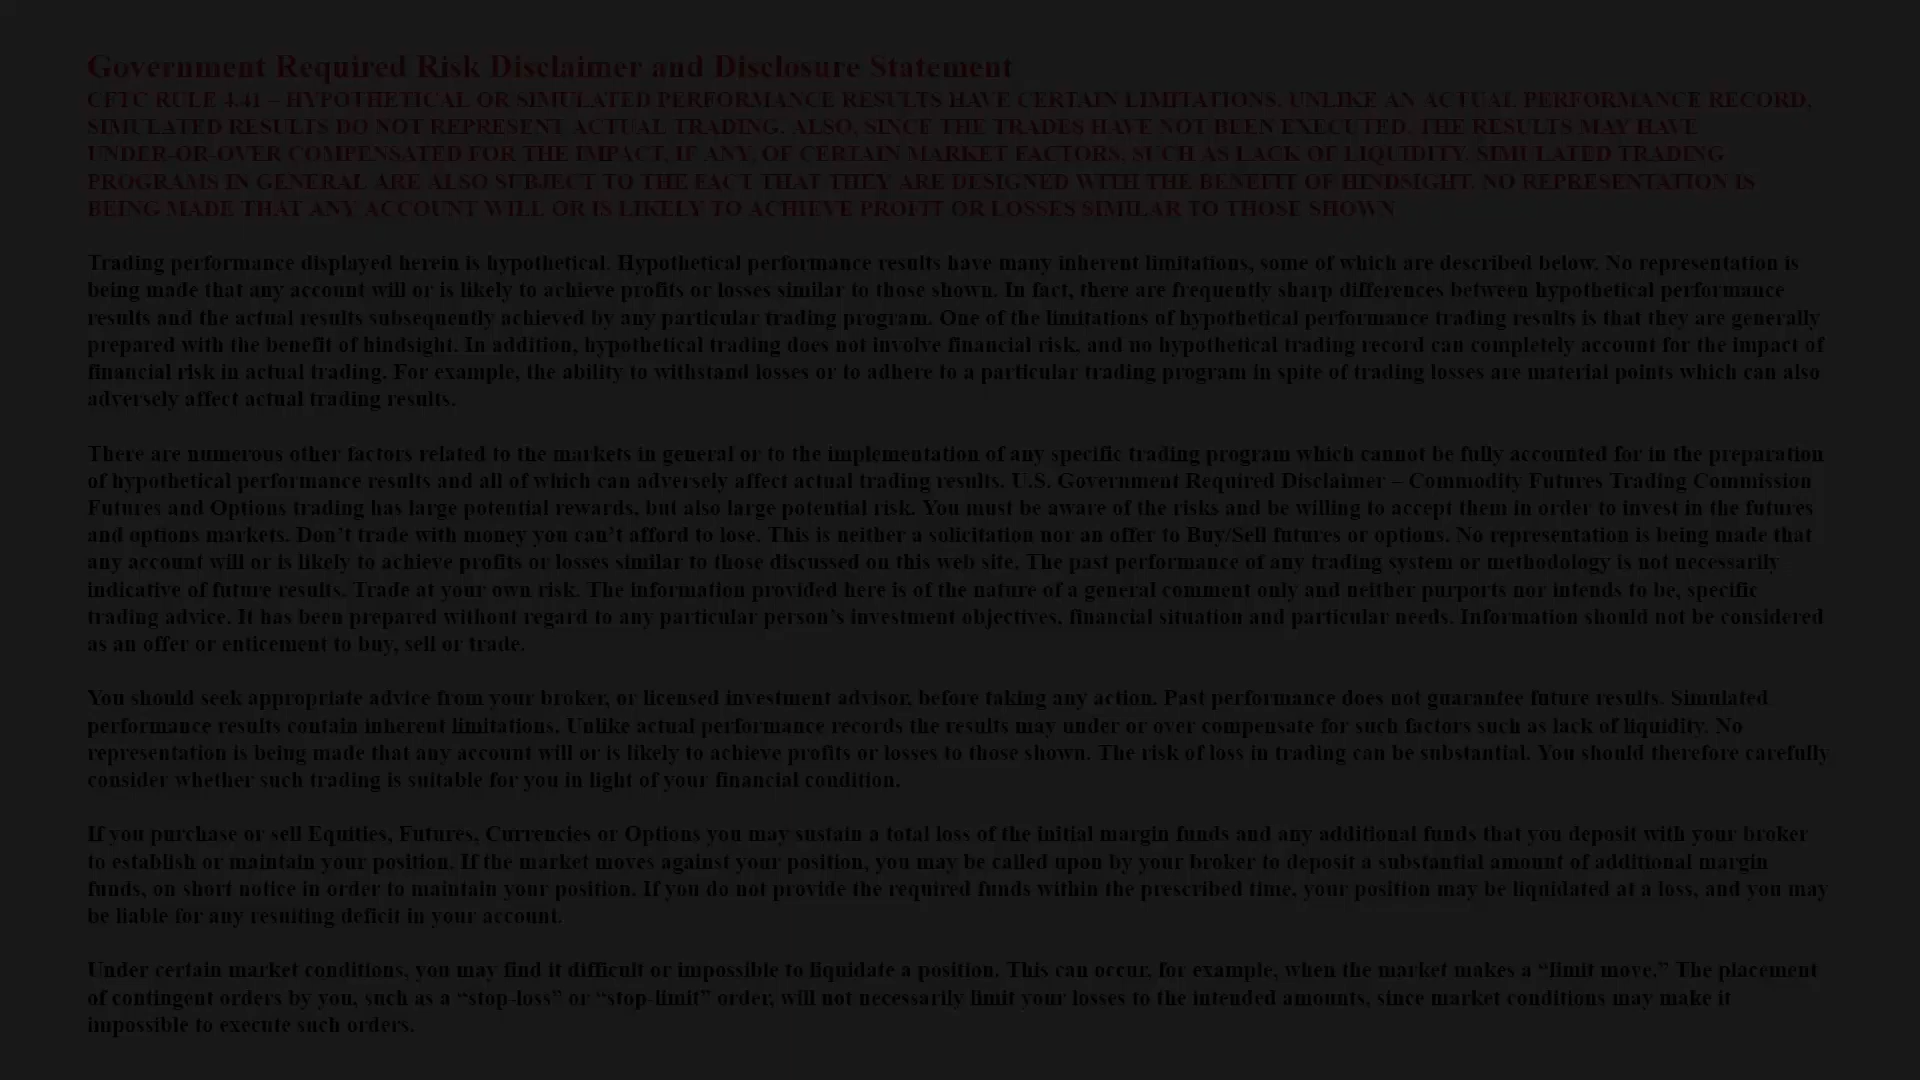 Government Required Risk Disclaimer and Disclosure Statement
CFTC RULE 4.41 – HYPOTHETICAL OR SIMULATED PERFORMANCE RESULTS HAVE CERTAIN LIMITATIONS. UNLIKE AN ACTUAL PERFORMANCE RECORD,
SIMULATED RESULTS DO NOT REPRESENT ACTUAL TRADING. ALSO, SINCE THE TRADES HAVE NOT BEEN EXECUTED, THE RESULTS MAY HAVE
UNDER-OR-OVER COMPENSATED FOR THE IMPACT, IF ANY, OF CERTAIN MARKET FACTORS, SUCH AS LACK OF LIQUIDITY. SIMULATED TRADING
PROGRAMS IN GENERAL ARE ALSO SUBJECT TO THE FACT THAT THEY ARE DESIGNED WITH THE BENEFIT OF HINDSIGHT. NO REPRESENTATION IS
BEING MADE THAT ANY ACCOUNT WILL OR IS LIKELY TO ACHIEVE PROFIT OR LOSSES SIMILAR TO THOSE SHOWN
Trading performance displayed herein is hypothetical. Hypothetical performance results have many inherent limitations, some of which are described below. No representation is
being made that any account will or is likely to achieve profits or losses similar to those shown. In fact, there are frequently sharp differences between hypothetical performance
results and the actual results subsequently achieved by any particular trading program. One of the limitations of hypothetical performance trading results is that they are generally
prepared with the benefit of hindsight. In addition, hypothetical trading does not involve financial risk, and no hypothetical trading record can completely account for the impact of
financial risk in actual trading. For example, the ability to withstand losses or to adhere to a particular trading program in spite of trading losses are material points which can also
adversely affect actual trading results.
There are numerous other factors related to the markets in general or to the implementation of any specific trading program which cannot be fully accounted for in the preparation
of hypothetical performance results and all of which can adversely affect actual trading results. U.S. Government Required Disclaimer – Commodity Futures Trading Commission
Futures and Options trading has large potential rewards, but also large potential risk. You must be aware of the risks and be willing to accept them in order to invest in the futures
and options markets. Don’t trade with money you can’t afford to lose. This is neither a solicitation nor an offer to Buy/Sell futures or options. No representation is being made that
any account will or is likely to achieve profits or losses similar to those discussed on this web site. The past performance of any trading system or methodology is not necessarily
indicative of future results. Trade at your own risk. The information provided here is of the nature of a general comment only and neither purports nor intends to be, specific
trading advice. It has been prepared without regard to any particular person’s investment objectives, financial situation and particular needs. Information should not be considered
as an offer or enticement to buy, sell or trade.
You should seek appropriate advice from your broker, or licensed investment advisor, before taking any action. Past performance does not guarantee future results. Simulated
performance results contain inherent limitations. Unlike actual performance records the results may under or over compensate for such factors such as lack of liquidity. No
representation is being made that any account will or is likely to achieve profits or losses to those shown. The risk of loss in trading can be substantial. You should therefore carefully
consider whether such trading is suitable for you in light of your financial condition.
If you purchase or sell Equities, Futures, Currencies or Options you may sustain a total loss of the initial margin funds and any additional funds that you deposit with your broker
to establish or maintain your position. If the market moves against your position, you may be called upon by your broker to deposit a substantial amount of additional margin
funds, on short notice in order to maintain your position. If you do not provide the required funds within the prescribed time, your position may be liquidated at a loss, and you may
be liable for any resulting deficit in your account.
Under certain market conditions, you may find it difficult or impossible to liquidate a position. This can occur, for example, when the market makes a “limit move.” The placement
of contingent orders by you, such as a “stop-loss” or “stop-limit” order, will not necessarily limit your losses to the intended amounts, since market conditions may make it
impossible to execute such orders.